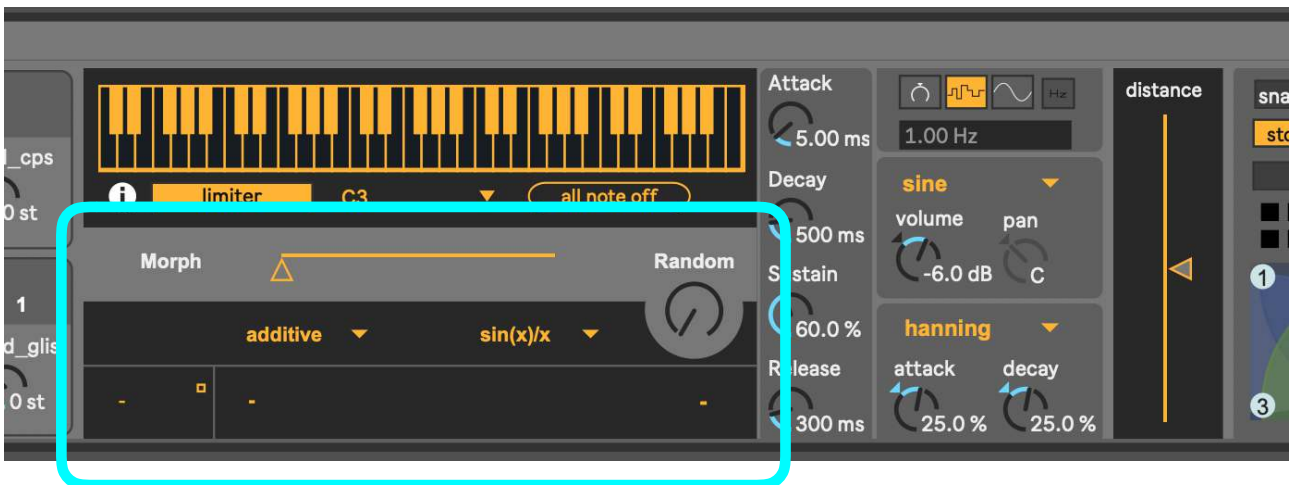 _cps
0 st
1
d_glis
0 st
i
limiter
C3
all note off
Morph
Random
additive
sin(x)/x
-
-
-
Attack
5.00 ms
Decay
500 ms
Sustain
60.0 %
Release
300 ms
Hz
1.00 Hz
sine
volume
pan
-6.0 dB
C
hanning
attack
decay
25.0 %
25.0 %
distance
sna
sto
1
3